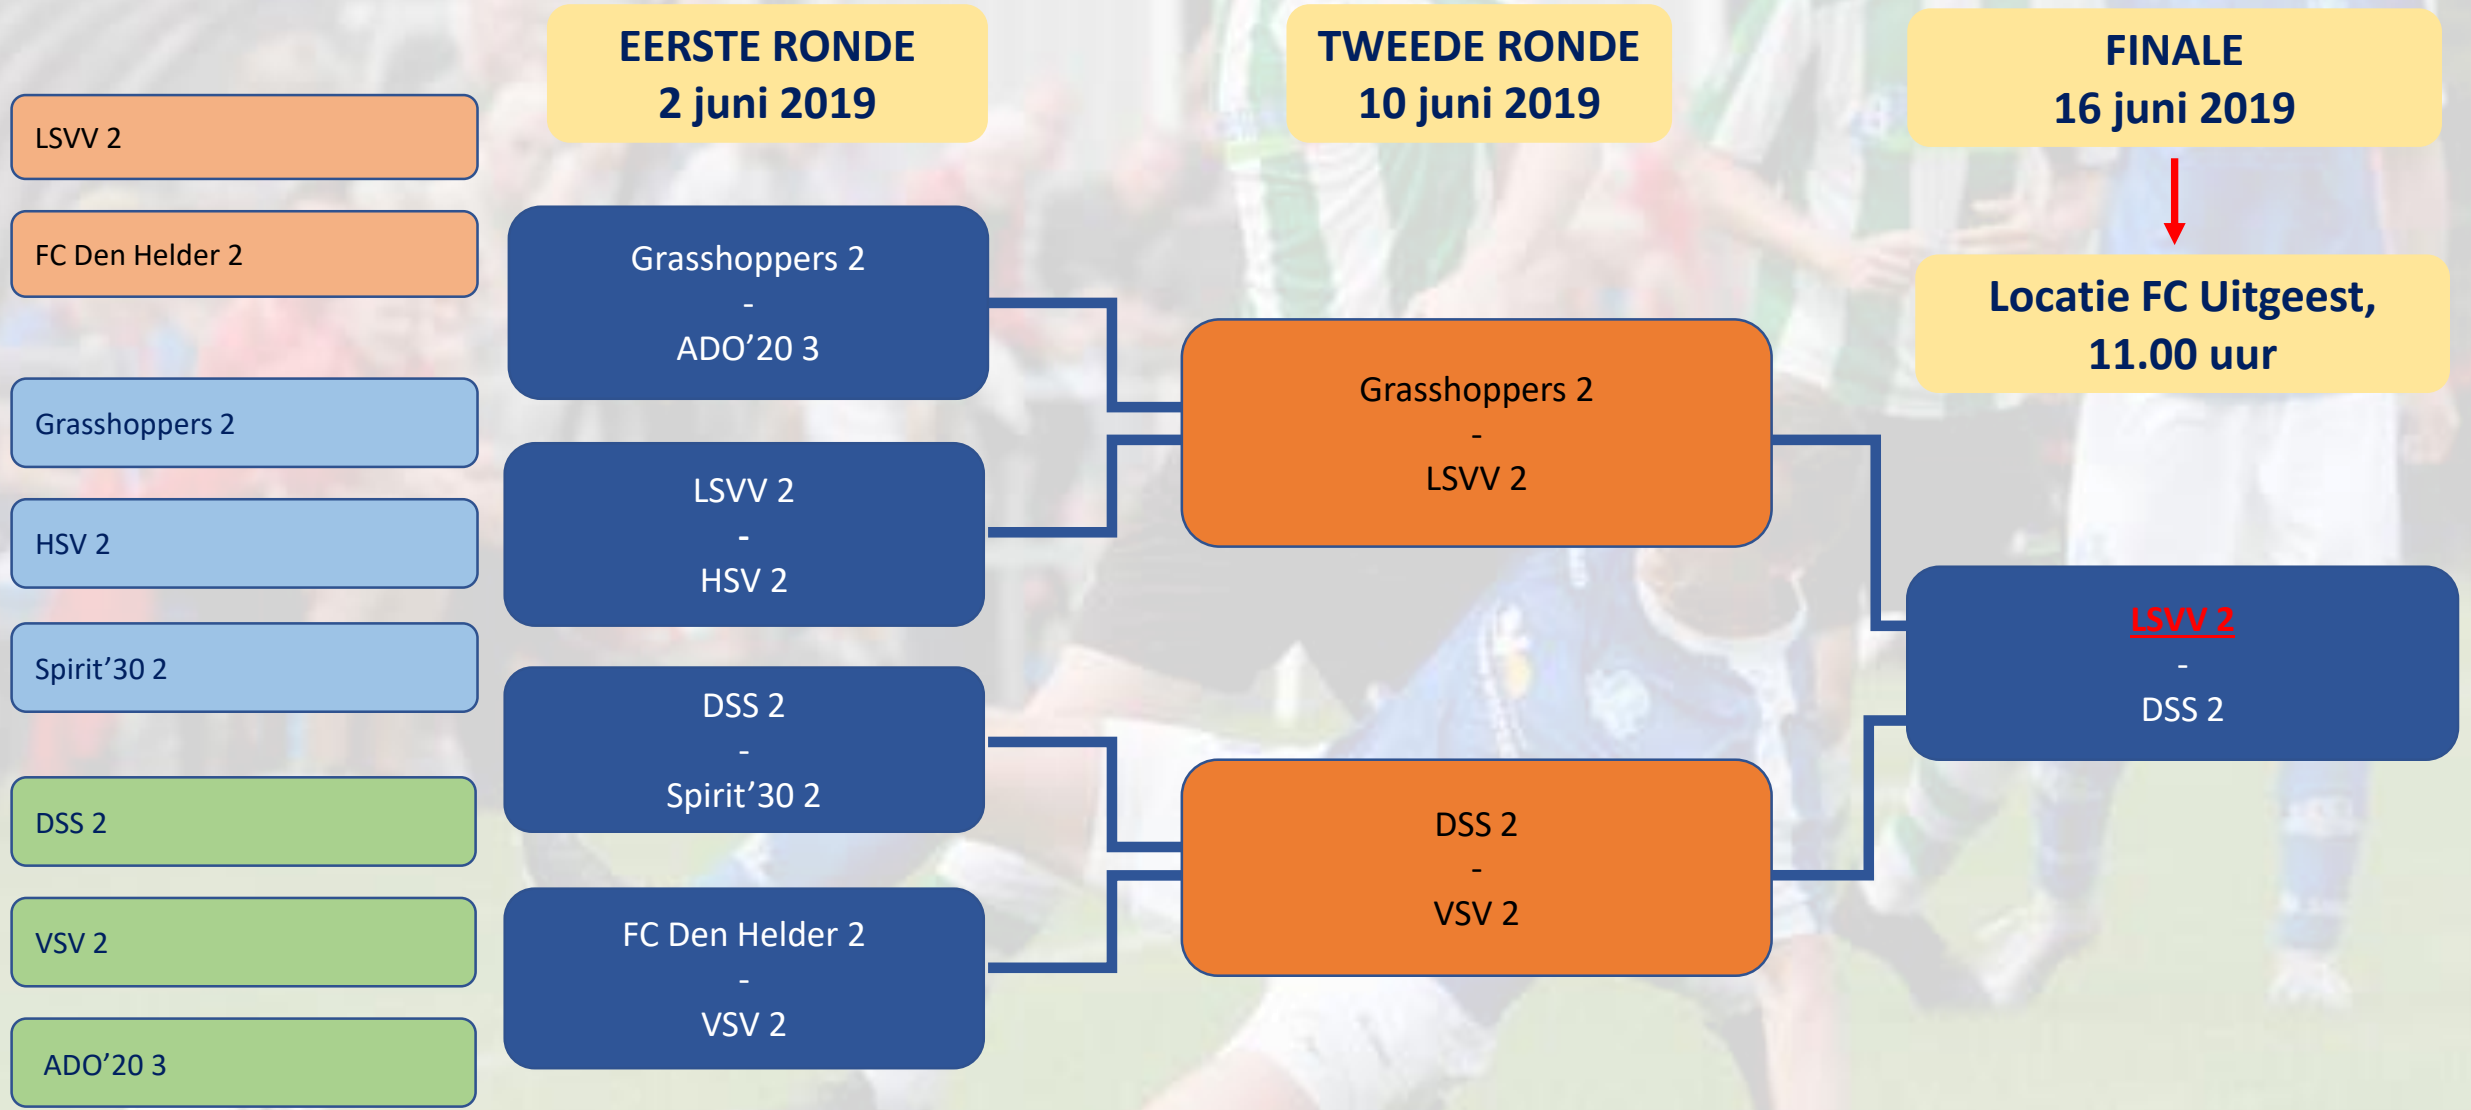 LSVV 2
FC Den Helder 2
Grasshoppers 2
HSV 2
Spirit’30 2
DSS 2
VSV 2
ADO’20 3
EERSTE RONDE
2 juni 2019
Grasshoppers 2
-
ADO’20 3
LSVV 2
-
HSV 2
DSS 2
-
Spirit’30 2
FC Den Helder 2
-
VSV 2
TWEEDE RONDE
10 juni 2019
Grasshoppers 2
-
LSVV 2
DSS 2
-
VSV 2
FINALE
16 juni 2019
Locatie FC Uitgeest,
11.00 uur
LSVV 2
-
DSS 2